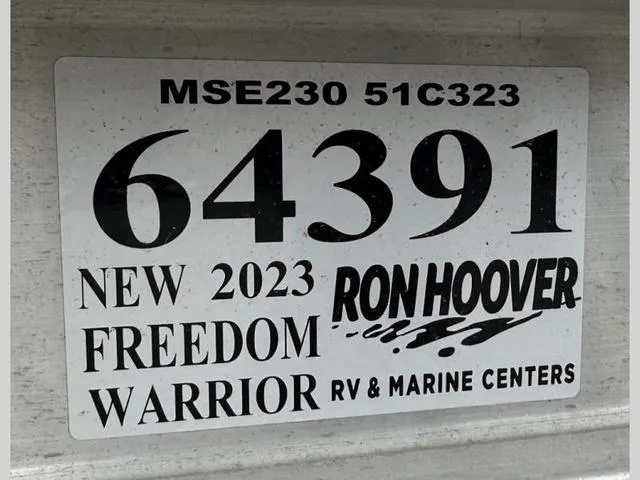 MSE230 51C323
64391
NEW 2023
FREEDOM
WARRIOR
RON HOOVER
RV & MARINE CENTERS